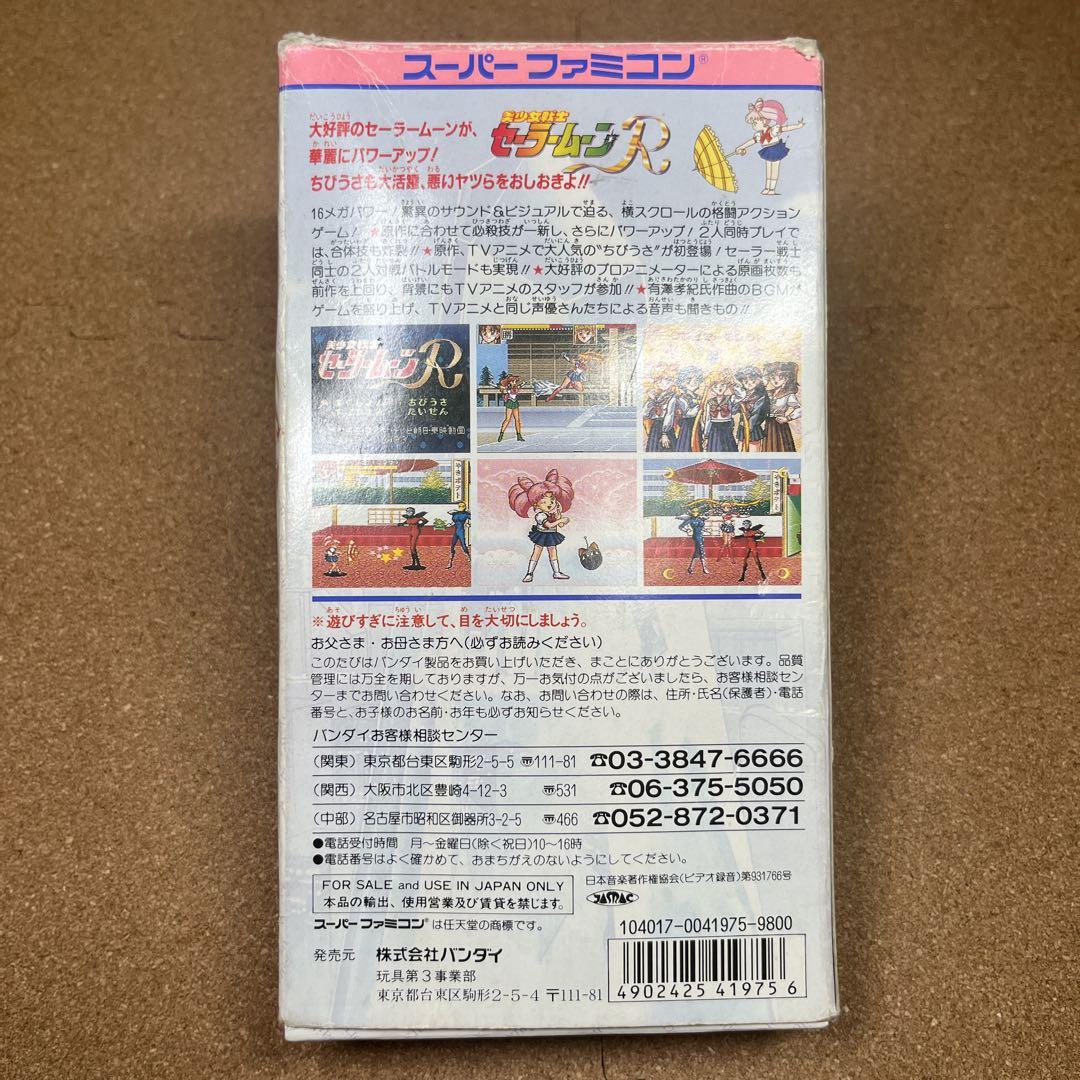 スーパーファミコン®
大好評のセーラームーンが、
華麗にパワーアップ!
ちびうさも大活躍、悪いヤツらをおしおきよ!!
美少女戦士
セーラームーンR
16メガパワー!驚異のサウンド&ビジュアルで迫る、横スクロールの格闘アクション
ゲーム!★原作に合わせて必殺技が一新し、さらにパワーアップ!2人同時プレイで
は、合体技も炸裂!!★原作、TVアニメで大人気の“ちびうさ”が初登場!セーラー戦士
同士の2人対戦バトルモードも実現!!★大好評のプロアニメーターによる原画枚数も
前作を上回り、背景にもTVアニメのスタッフが参加!!★有澤孝紀氏作曲のBGMが
ゲームを盛り上げ、TVアニメと同じ声優さんたちによる音声も聞きもの!!
美少女戦士
セーラームーンR
ちびうさ
たいせん
勝
やきポテト
やきポテト
※遊びすぎに注意して、目を大切にしましょう。
お父さま・お母さま方へ(必ずお読みください)
このたびはバンダイ製品をお買い上げいただき、まことにありがとうございます。品質
管理には万全を期しておりますが、万一お気付の点がございましたら、お客様相談セン
ターまでお問い合わせください。なお、お問い合わせの際は、住所・氏名(保護者)・電話
番号と、お子様のお名前・お年も必ずお知らせください。
バンダイお客様相談センター
(関東) 東京都台東区駒形2-5-5 〠111-81 ☎03-3847-6666
(関西) 大阪市北区豊崎4-12-3 〠531 ☎06-375-5050
(中部) 名古屋市昭和区御器所3-2-5 〠466 ☎052-872-0371
●電話受付時間 月〜金曜日(除く祝日)10〜16時
●電話番号はよく確かめて、おまちがえのないようにしてください。
FOR SALE and USE IN JAPAN ONLY
本品の輸出、使用営業及び賃貸を禁じます。
日本音楽著作権協会(ビデオ録音)第931766号
JASRAC
スーパーファミコン®は任天堂の商標です。
104017-0041975-9800
発売元 株式会社バンダイ
玩具第3事業部
東京都台東区駒形2-5-4 〒111-81
4902425419756